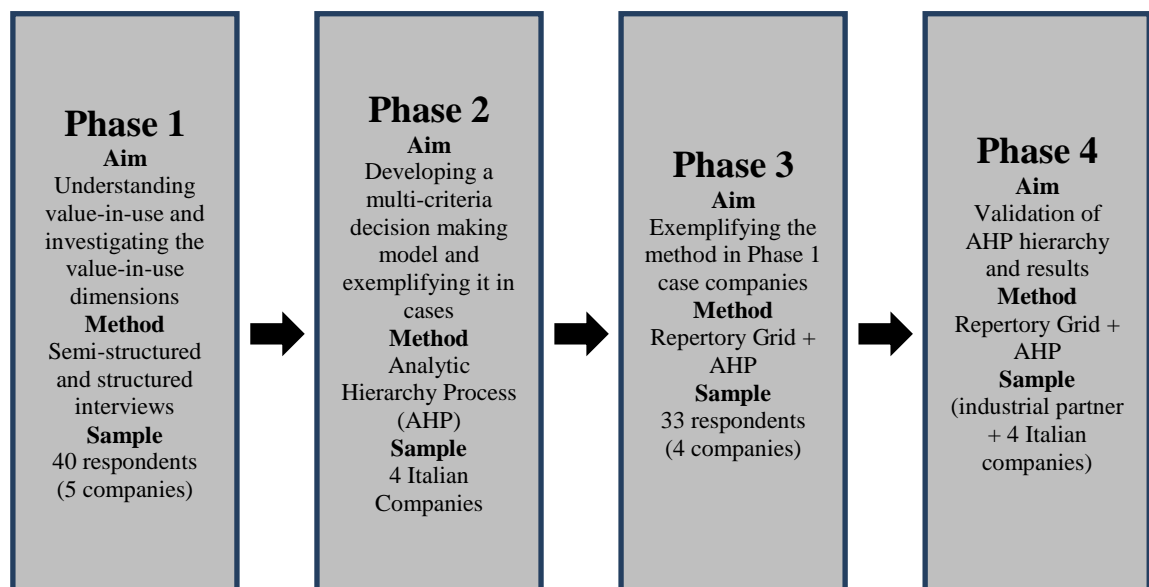 Phase 1
Aim
Understanding
value-in-use and
investigating the
value-in-use
dimensions
Method
Semi-structured
and structured
interviews
Sample
40 respondents
(5 companies)
Phase 2
Aim
Developing a
multi-criteria
decision making
model and
exemplifying it in
cases
Method
Analytic
Hierarchy Process
(AHP)
Sample
4 Italian
Companies
Phase 3
Aim
Exemplifying the
method in Phase 1
case companies
Method
Repertory Grid +
AHP
Sample
33 respondents
(4 companies)
Phase 4
Aim
Validation of
AHP hierarchy
and results
Method
Repertory Grid +
AHP
Sample
(industrial partner
+ 4 Italian
companies)